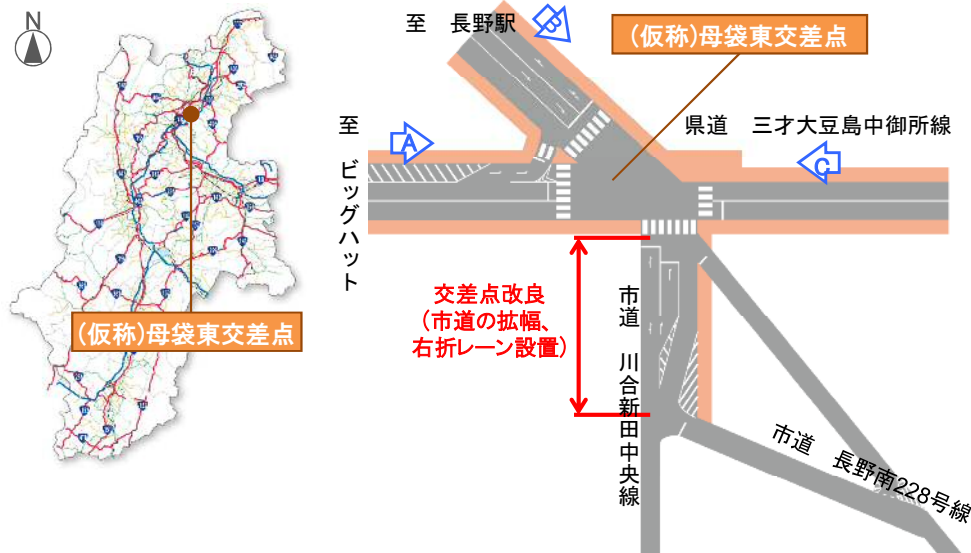 N
(仮称)母袋東交差点
至　長野駅
B
(仮称)母袋東交差点
県道　三才大豆島中御所線
至　ビッグハット
A
C
交差点改良
(市道の拡幅、
右折レーン設置)
市道　川合新田中央線
市道　長野南228号線